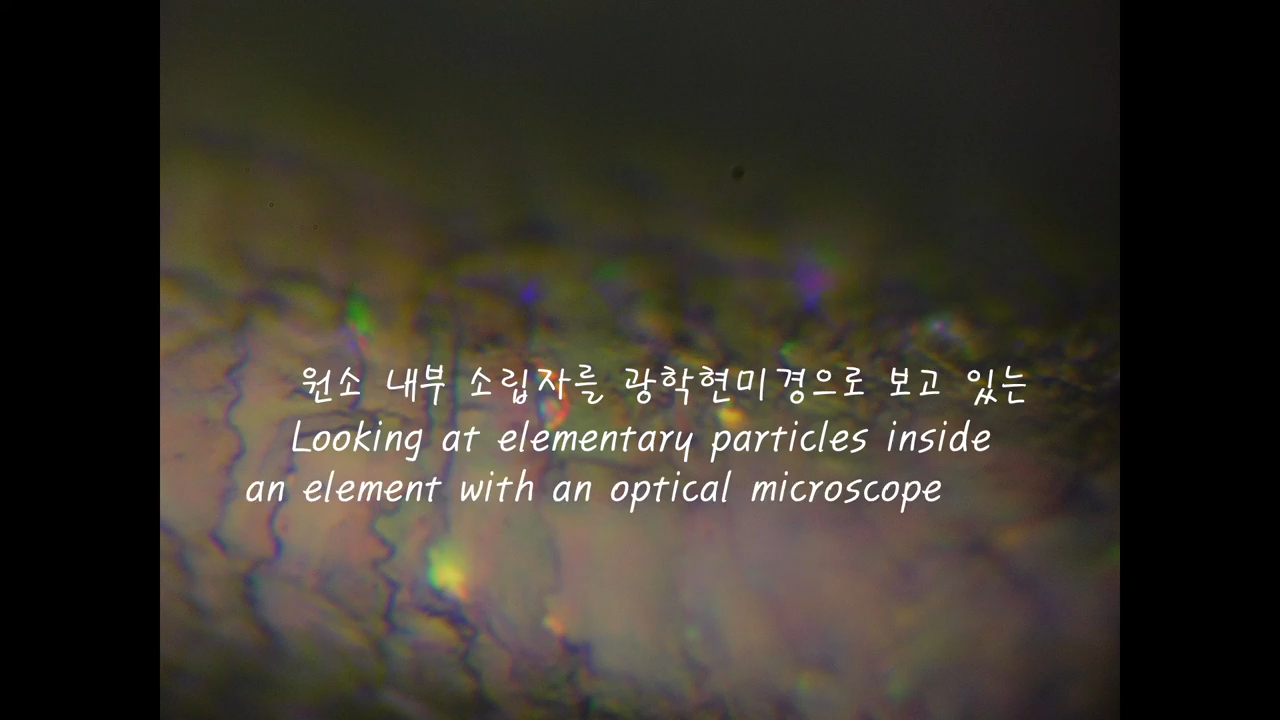 원소 내부 소립자를 광학현미경으로 보고 있는
Looking at elementary particles inside
an element with an optical microscope